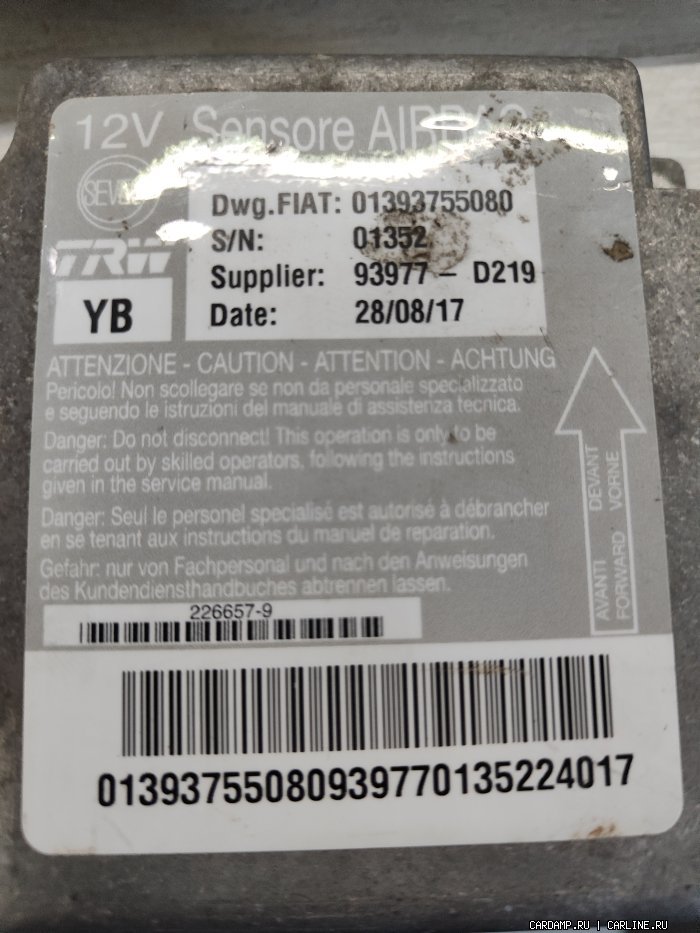 12V Sensore AIRBAG
SEV
TRW
YB
Dwg.FIAT: 01393755080
S/N: 01352
Supplier: 93977 - D219
Date: 28/08/17
ATTENZIONE - CAUTION - ATTENTION - ACHTUNG
Pericolo! Non scollegare se non da personale specializzato
e seguendo le istruzioni del manuale di assistenza tecnica.
Danger: Do not disconnect! This operation is only to be
carried out by skilled operators, following the instructions
given in the service manual.
Danger: Seul le personel specialisé est autorisé à débrancher
en se tenant aux instructions du manuel de reparation.
Gefahr: nur von Fachpersonal und nach den Anweisungen
des Kundendiensthandbuches abtrennen lassen.
AVANTI DEVANT
FORWARD VORNE
226657-9
01393755080939770135224017
CARDAMP.RU | CARLINE.RU